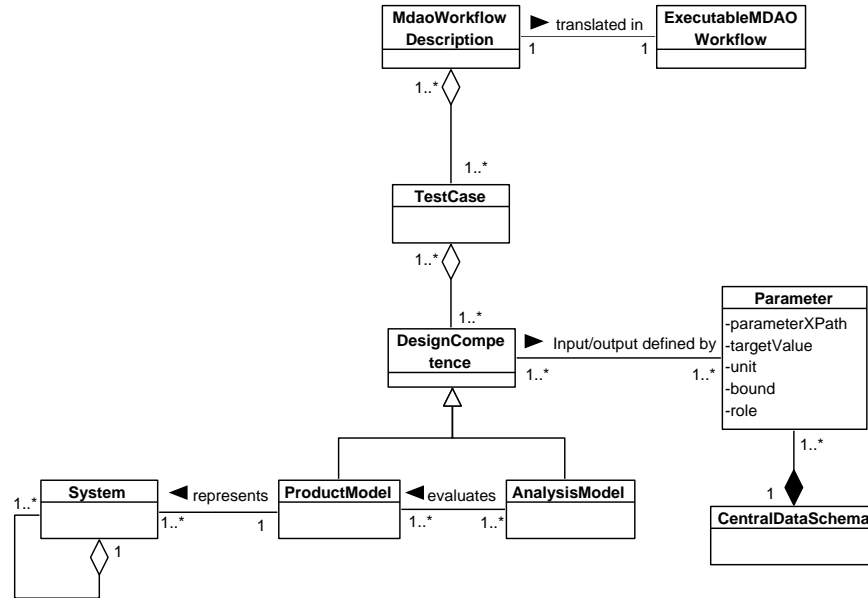 MdaoWorkflow
Description
► translated in
1
1
ExecutableMDAO
Workflow
1..*
1..*
TestCase
1..*
1..*
DesignCompe
tence
► Input/output defined by
1..*
1..*
Parameter
-parameterXPath
-targetValue
-unit
-bound
-role
1..*
1
CentralDataSchema
System
1..*
1
◄ represents
1..*
1
ProductModel
◄ evaluates
1..*
1..*
AnalysisModel